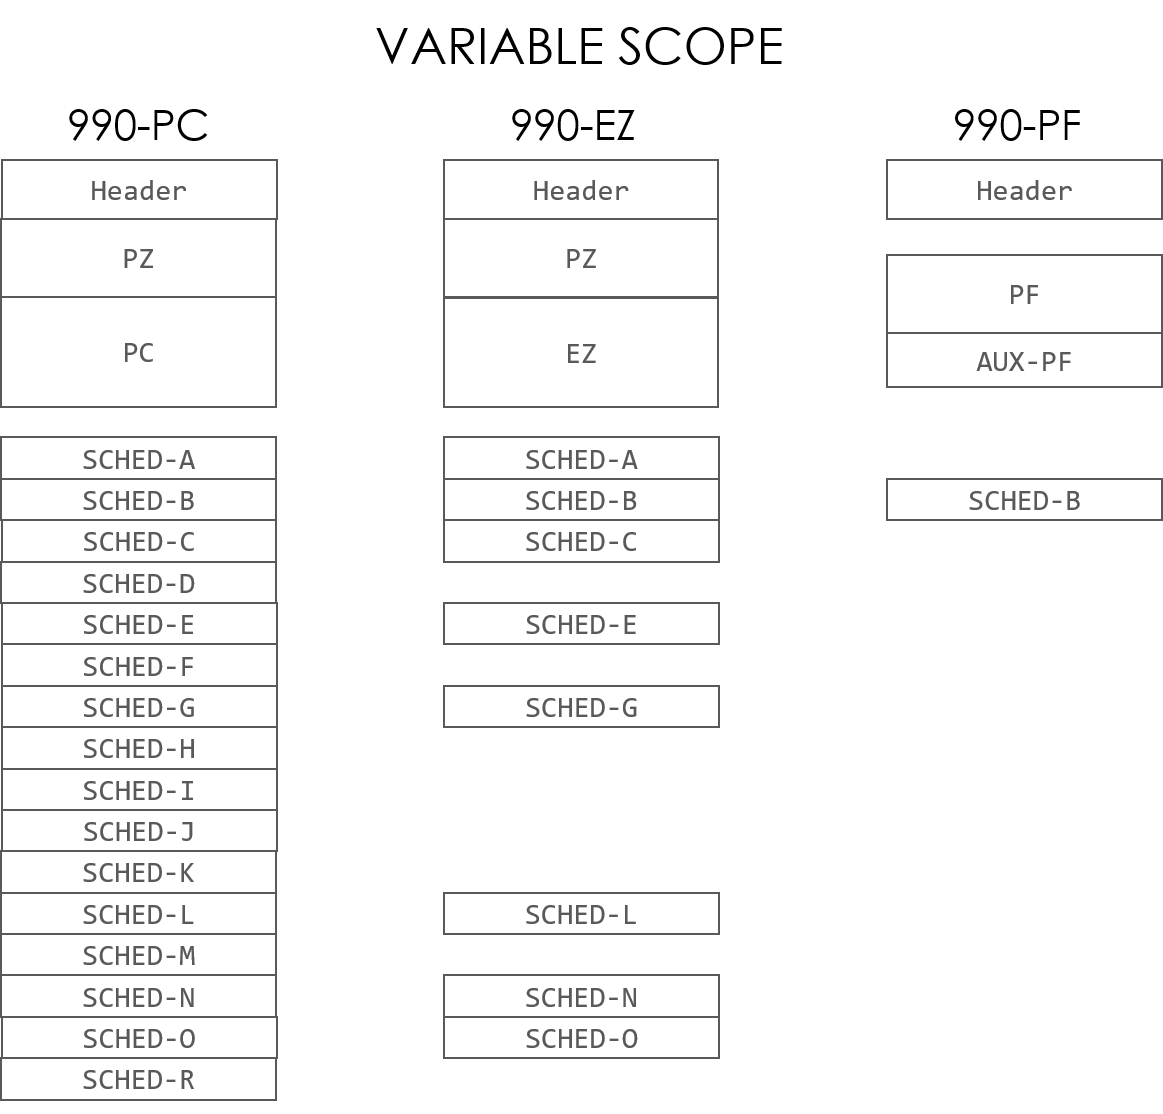 VARIABLE SCOPE
990-PC
Header
PZ
PC
SCHED-A
SCHED-B
SCHED-C
SCHED-D
SCHED-E
SCHED-F
SCHED-G
SCHED-H
SCHED-I
SCHED-J
SCHED-K
SCHED-L
SCHED-M
SCHED-N
SCHED-O
SCHED-R
990-EZ
Header
PZ
EZ
SCHED-A
SCHED-B
SCHED-C
SCHED-E
SCHED-G
SCHED-L
SCHED-N
SCHED-O
990-PF
Header
PF
AUX-PF
SCHED-B